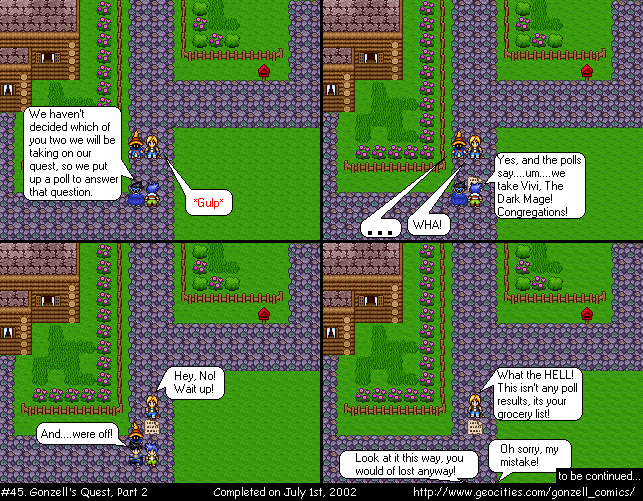 We haven't
decided which of
you two we will be
taking on our
quest, so we put
up a poll to answer
that question.
*Gulp*
...
WHA!
Yes, and the polls
say....um....we
take Vivi, The
Dark Mage!
Congregations!
Hey, No!
Wait up!
And....were off!
What the HELL!
This isn't any poll
results, its your
grocery list!
Look at it this way, you
would of lost anyway!
Oh sorry, my
mistake!
to be continued..
#45. Gonzell's Quest, Part 2
Completed on July 1st, 2002
http://www.geocities.com/gonzell_comics/